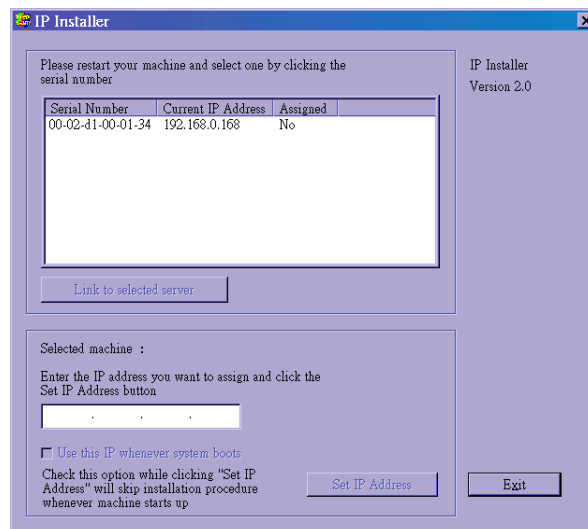 IP Installer
Please restart your machine and select one by clicking the
serial number
IP Installer
Version 2.0
Serial Number Current IP Address Assigned
00-02-d1-00-01-34 192.168.0.168 No
Link to selected server
Selected machine :
Enter the IP address you want to assign and click the
Set IP Address button
. . .
Use this IP whenever system boots
Check this option while clicking "Set IP
Address" will skip installation procedure
whenever machine starts up
Set IP Address
Exit